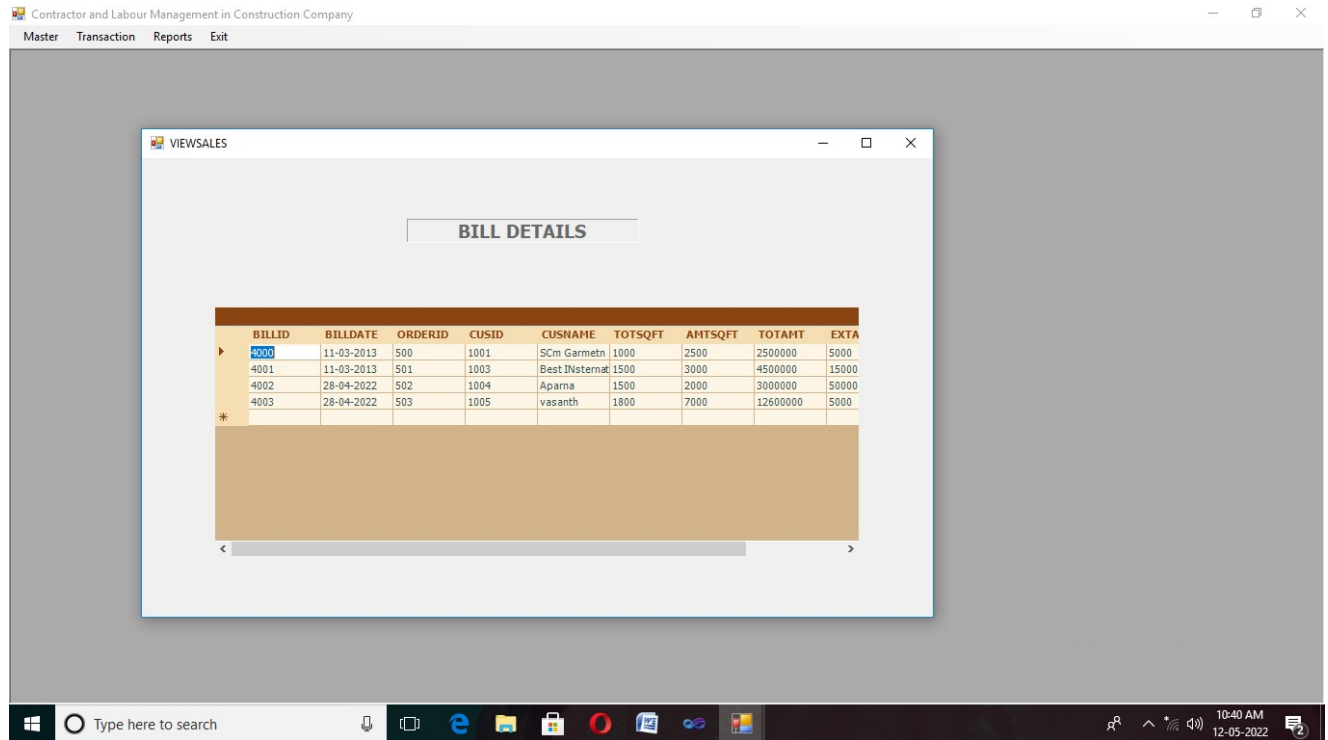 Contractor and Labour Management in Construction Company
Master Transaction Reports Exit
VIEWSALES
BILL DETAILS
BILLID BILLDATE ORDERID CUSID CUSNAME TOTSQFT AMTSQFT TOTAMT EXTA
4000 11-03-2013 500 1001 SCm Garmetn 1000 2500 2500000 5000
4001 11-03-2013 501 1003 Best INsternat 1500 3000 4500000 15000
4002 28-04-2022 502 1004 Aparna 1500 2000 3000000 50000
4003 28-04-2022 503 1005 vasanth 1800 7000 12600000 5000
Type here to search
10:40 AM
12-05-2022
2